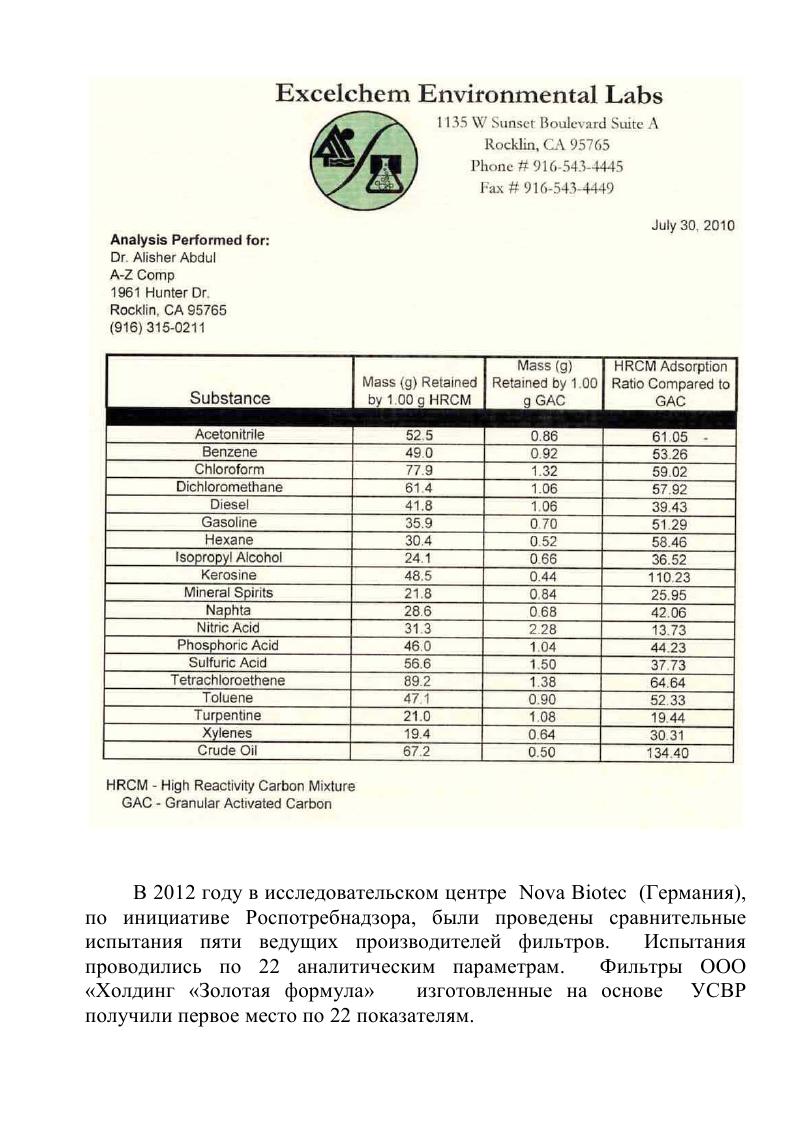 Excelchem Environmental Labs
1135 W Sunset Boulevard Suite A
Rocklin, CA 95765
Phone # 916-543-4445
Fax # 916-543-4449
July 30, 2010
Analysis Performed for:
Dr. Alisher Abdul
A-Z Comp
1961 Hunter Dr.
Rocklin, CA 95765
(916) 315-0211
Substance | Mass (g) Retained by 1.00 g HRCM | Mass (g) Retained by 1.00 g GAC | HRCM Adsorption Ratio Compared to GAC
Acetonitrile 52.5 0.86 61.05 -
Benzene 49.0 0.92 53.26
Chloroform 77.9 1.32 59.02
Dichloromethane 61.4 1.06 57.92
Diesel 41.8 1.06 39.43
Gasoline 35.9 0.70 51.29
Hexane 30.4 0.52 58.46
Isopropyl Alcohol 24.1 0.66 36.52
Kerosine 48.5 0.44 110.23
Mineral Spirits 21.8 0.84 25.95
Naphta 28.6 0.68 42.06
Nitric Acid 31.3 2.28 13.73
Phosphoric Acid 46.0 1.04 44.23
Sulfuric Acid 56.6 1.50 37.73
Tetrachloroethene 89.2 1.38 64.64
Toluene 47.1 0.90 52.33
Turpentine 21.0 1.08 19.44
Xylenes 19.4 0.64 30.31
Crude Oil 67.2 0.50 134.40
HRCM - High Reactivity Carbon Mixture
GAC - Granular Activated Carbon
В 2012 году в исследовательском центре Nova Biotec (Германия),
по инициативе Роспотребнадзора, были проведены сравнительные
испытания пяти ведущих производителей фильтров. Испытания
проводились по 22 аналитическим параметрам. Фильтры ООО
«Холдинг «Золотая формула» изготовленные на основе УСВР
получили первое место по 22 показателям.